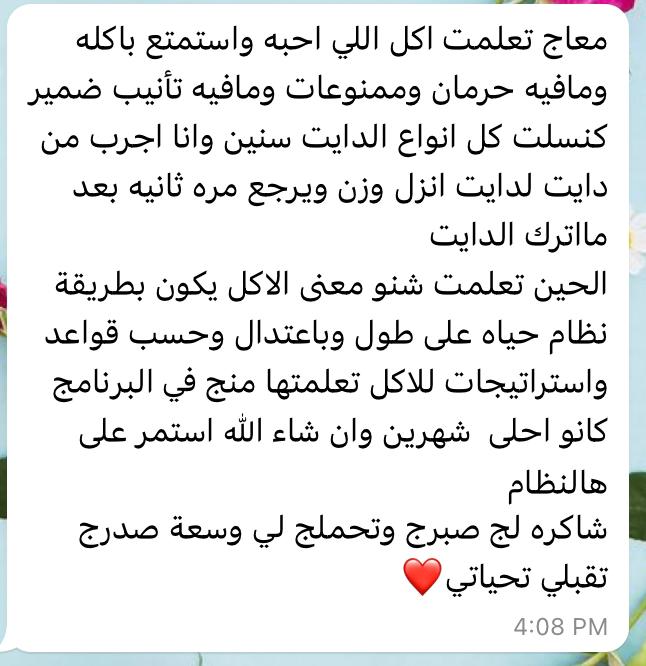 معاج تعلمت اكل اللي احبه واستمتع باكله
ومافيه حرمان وممنوعات ومافيه تأنيب ضمير
كنسلت كل انواع الدايت سنين وانا اجرب من
دايت لدايت انزل وزن ويرجع مره ثانيه بعد
مااترك الدايت
الحين تعلمت شنو معنى الاكل يكون بطريقة
نظام حياه على طول وباعتدال وحسب قواعد
واستراتيجات للاكل تعلمتها منج في البرنامج
كانو احلى  شهرين وان شاء الله استمر على
هالنظام
شاكره لج صبرج وتحملج لي وسعة صدرج
تقبلي تحياتي❤️
4:08 PM